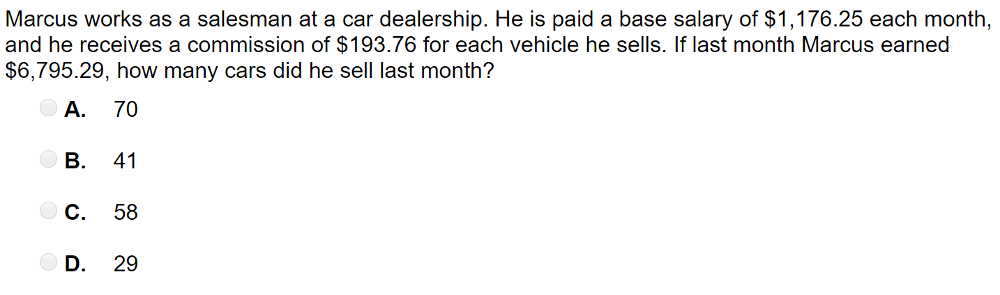 Marcus works as a salesman at a car dealership. He is paid a base salary of $1,176.25 each month,
and he receives a commission of $193.76 for each vehicle he sells. If last month Marcus earned
$6,795.29, how many cars did he sell last month?
A. 70
B. 41
C. 58
D. 29